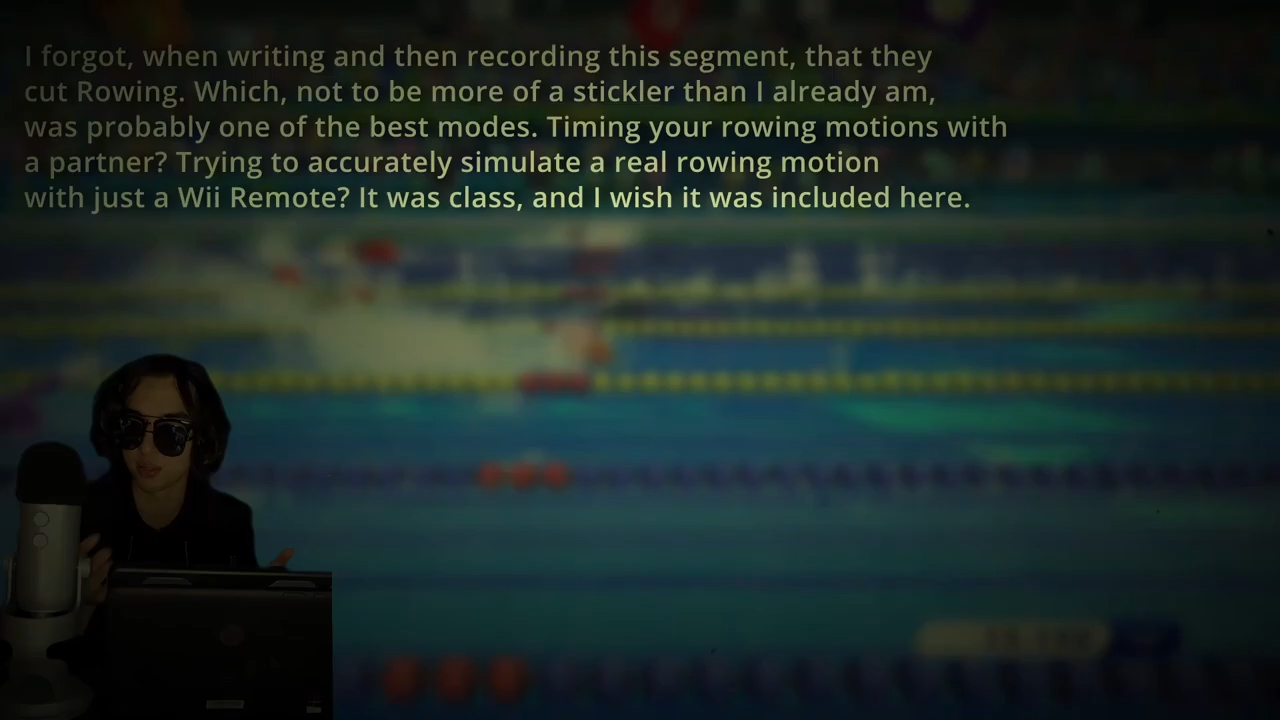 I forgot, when writing and then recording this segment, that they
cut Rowing. Which, not to be more of a stickler than I already am,
was probably one of the best modes. Timing your rowing motions with
a partner? Trying to accurately simulate a real rowing motion
with just a Wii Remote? It was class, and I wish it was included here.